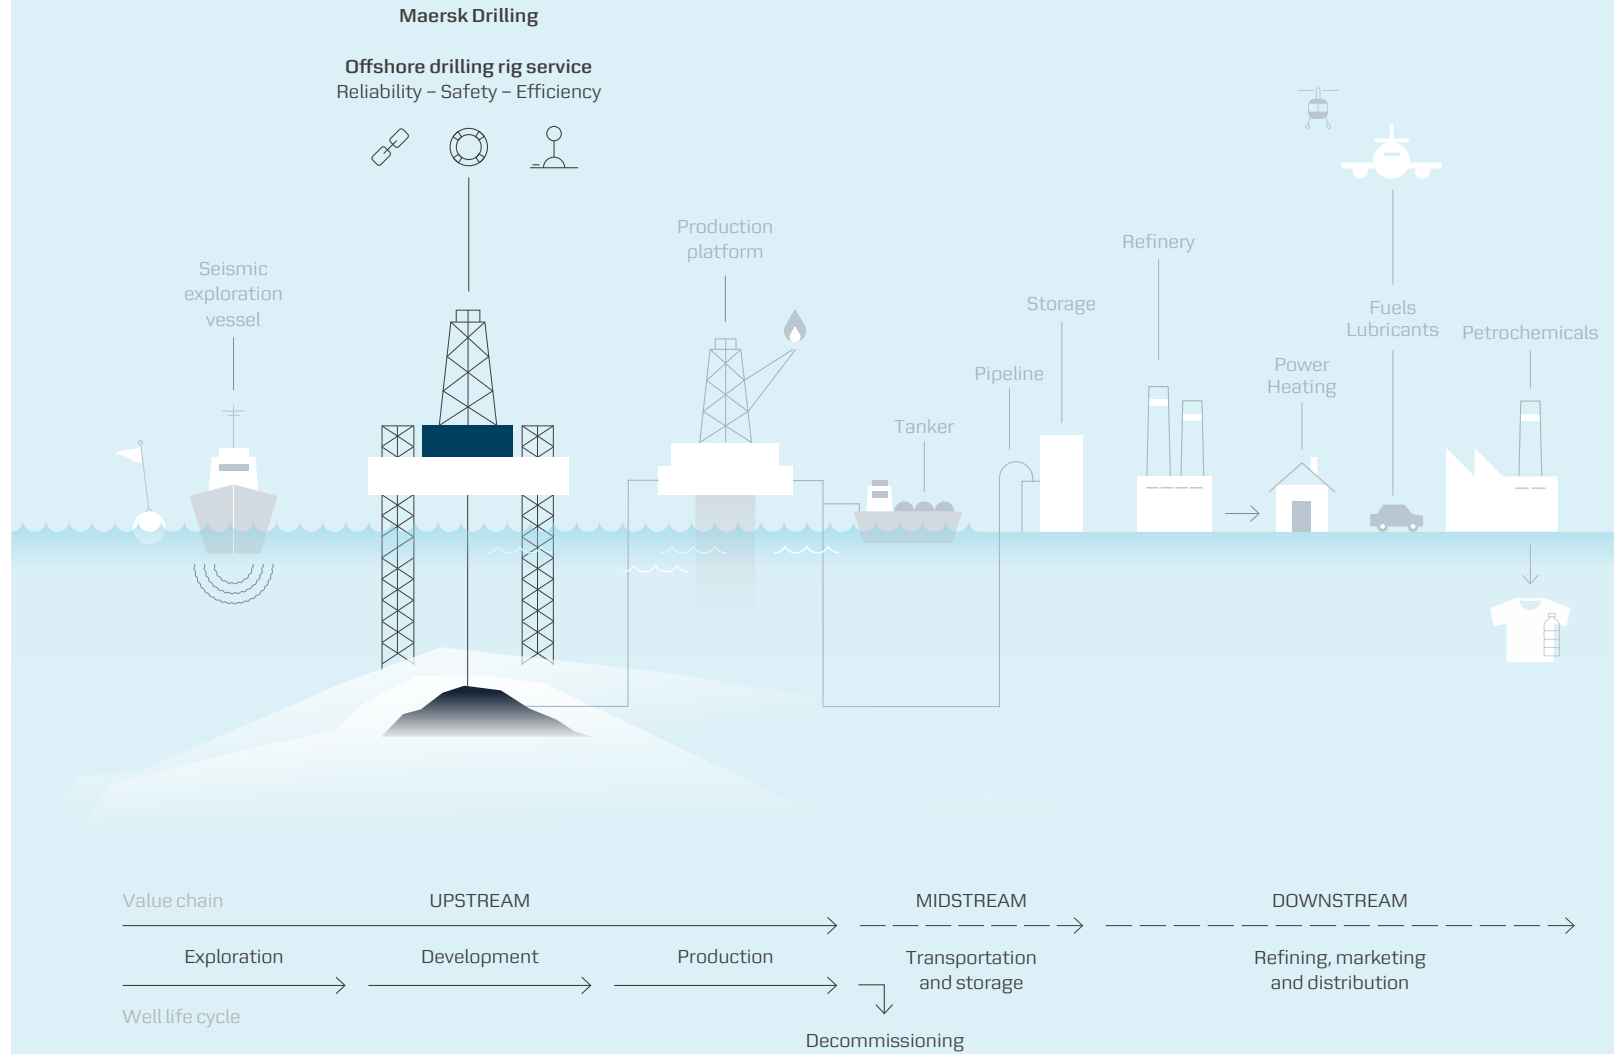 Maersk Drilling
Offshore drilling rig service
Reliability – Safety – Efficiency
Seismic
exploration
vessel
Production
platform
Tanker
Pipeline
Storage
Refinery
Power
Heating
Fuels
Lubricants
Petrochemicals
Value chain
UPSTREAM
MIDSTREAM
DOWNSTREAM
Exploration
Development
Production
Transportation
and storage
Refining, marketing
and distribution
Well life cycle
Decommissioning